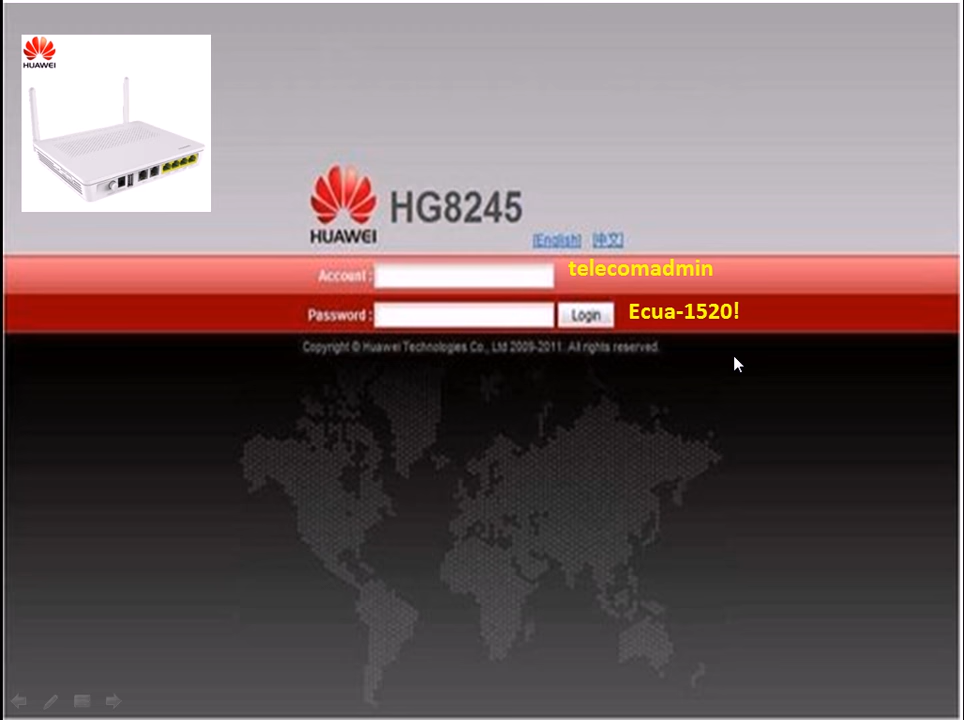 HUAWEI
HUAWEI HG8245
[English] [中文]
Account : telecomadmin
Password : Login Ecua-1520!
Copyright © Huawei Technologies Co., Ltd 2009-2011. All rights reserved.